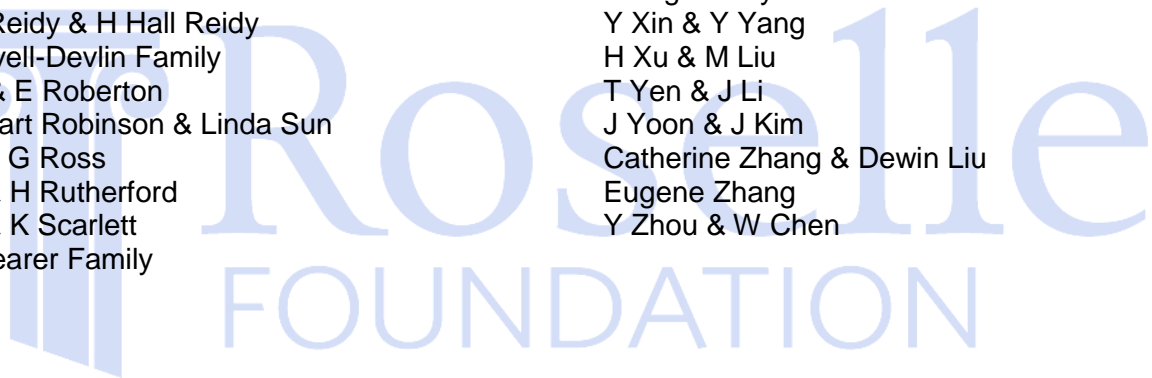 Reidy & H Hall Reidy
vell-Devlin Family
& E Roberton
art Robinson & Linda Sun
G Ross
H Rutherford
K Scarlett
earer Family
Y Xin & Y Yang
H Xu & M Liu
T Yen & J Li
J Yoon & J Kim
Catherine Zhang & Dewin Liu
Eugene Zhang
Y Zhou & W Chen
Roselle
FOUNDATION